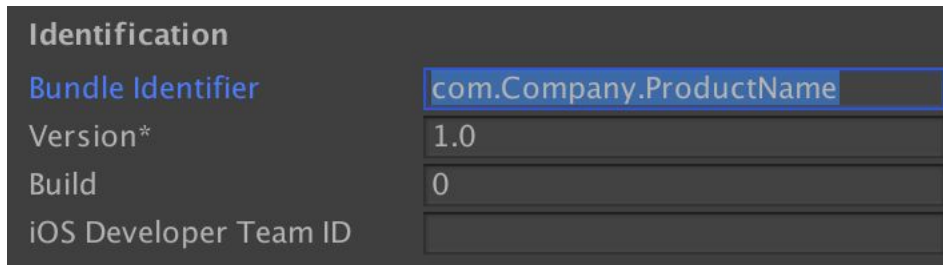 Identification
Bundle Identifier com.Company.ProductName
Version* 1.0
Build 0
iOS Developer Team ID